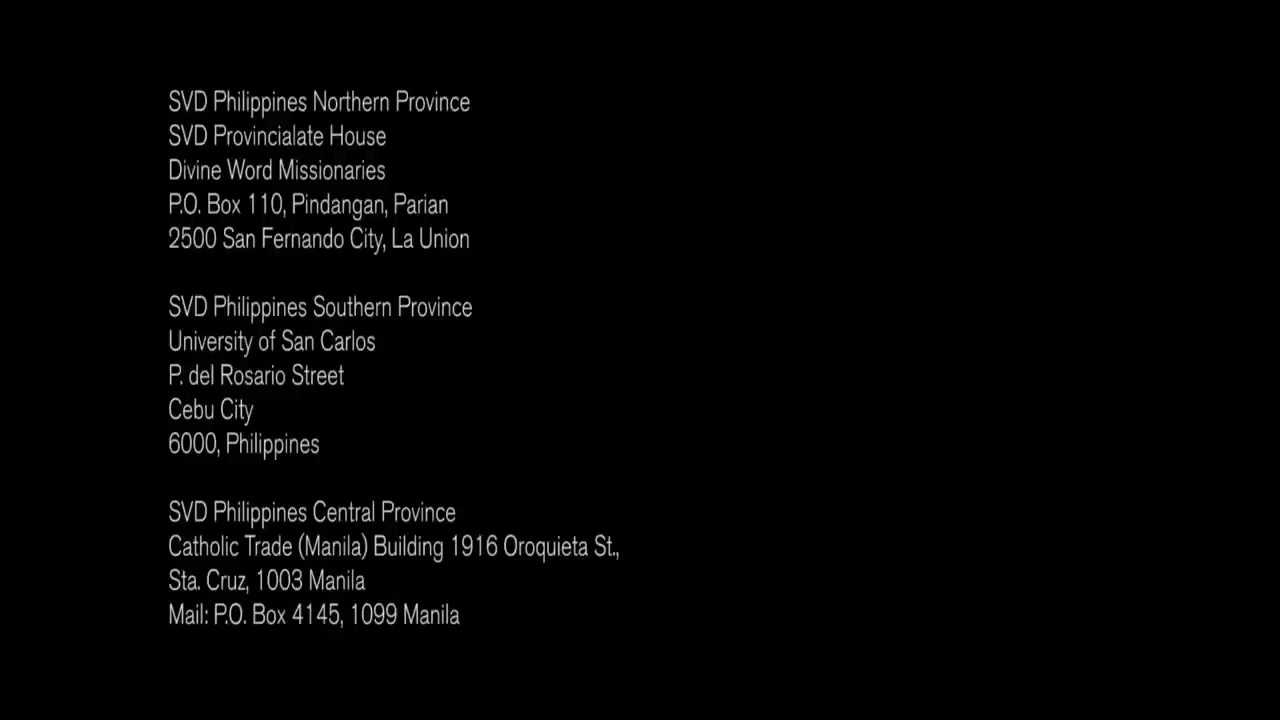 SVD Philippines Northern Province
SVD Provincialate House
Divine Word Missionaries
P.O. Box 110, Pindangan, Parian
2500 San Fernando City, La Union
SVD Philippines Southern Province
University of San Carlos
P. del Rosario Street
Cebu City
6000, Philippines
SVD Philippines Central Province
Catholic Trade (Manila) Building 1916 Oroquieta St.,
Sta. Cruz, 1003 Manila
Mail: P.O. Box 4145, 1099 Manila